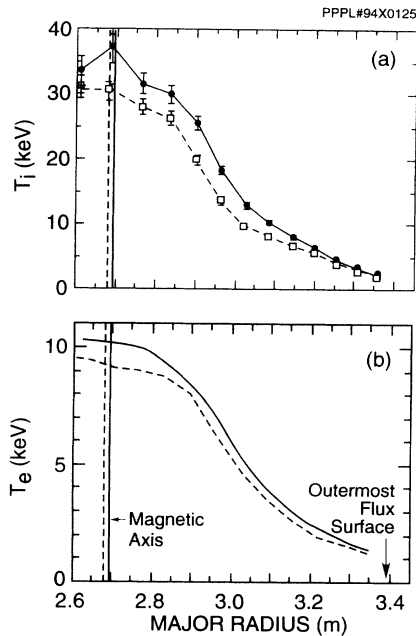 PPPL#94X0125
40
(a)
30
Ti (keV)
20
10
0
10
(b)
Te (keV)
5
Outermost
Flux
Surface
Magnetic
Axis
0
2.6 2.8 3.0 3.2 3.4
MAJOR RADIUS (m)